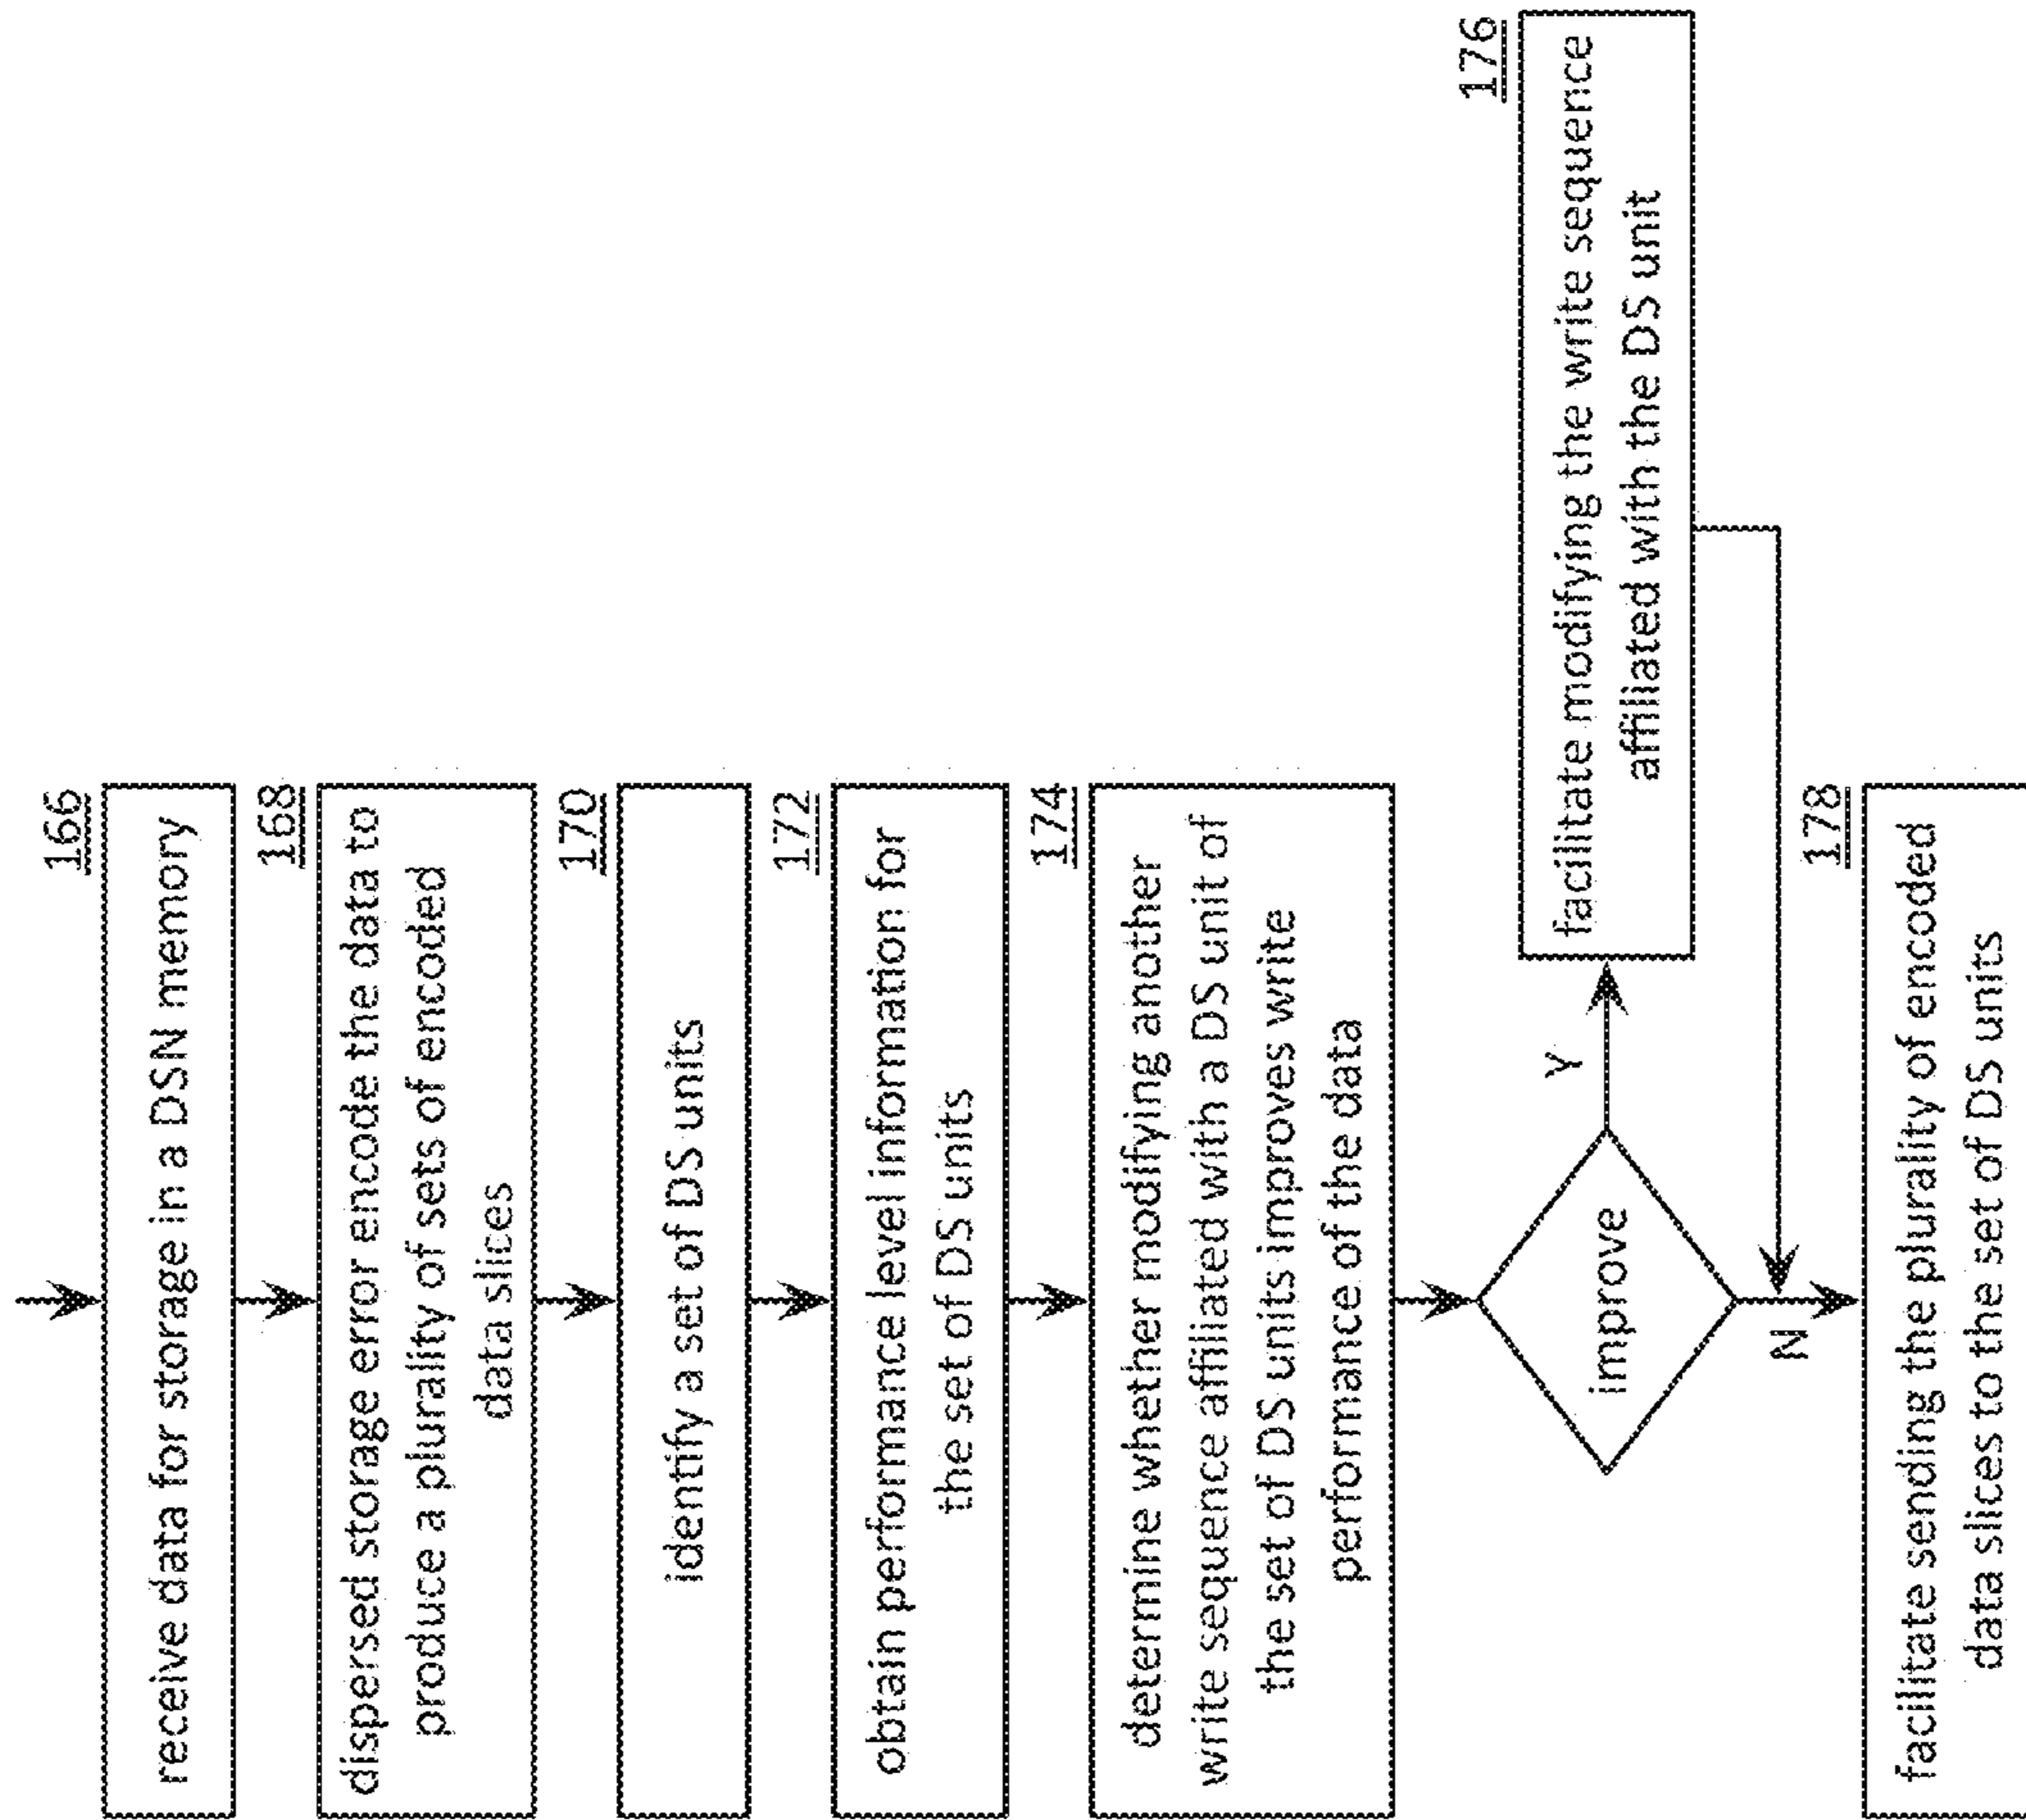 166
receive data for storage in a DSN memory
168
dispersed storage error encode the data to
produce a plurality of sets of encoded
data slices
170
identify a set of DS units
172
obtain performance level information for
the set of DS units
174
determine whether modifying another
write sequence affiliated with a DS unit of
the set of DS units improves write
performance of the data
improve
Y
N
176
facilitate modifying the write sequence
affiliated with the DS unit
178
facilitate sending the plurality of encoded
data slices to the set of DS units